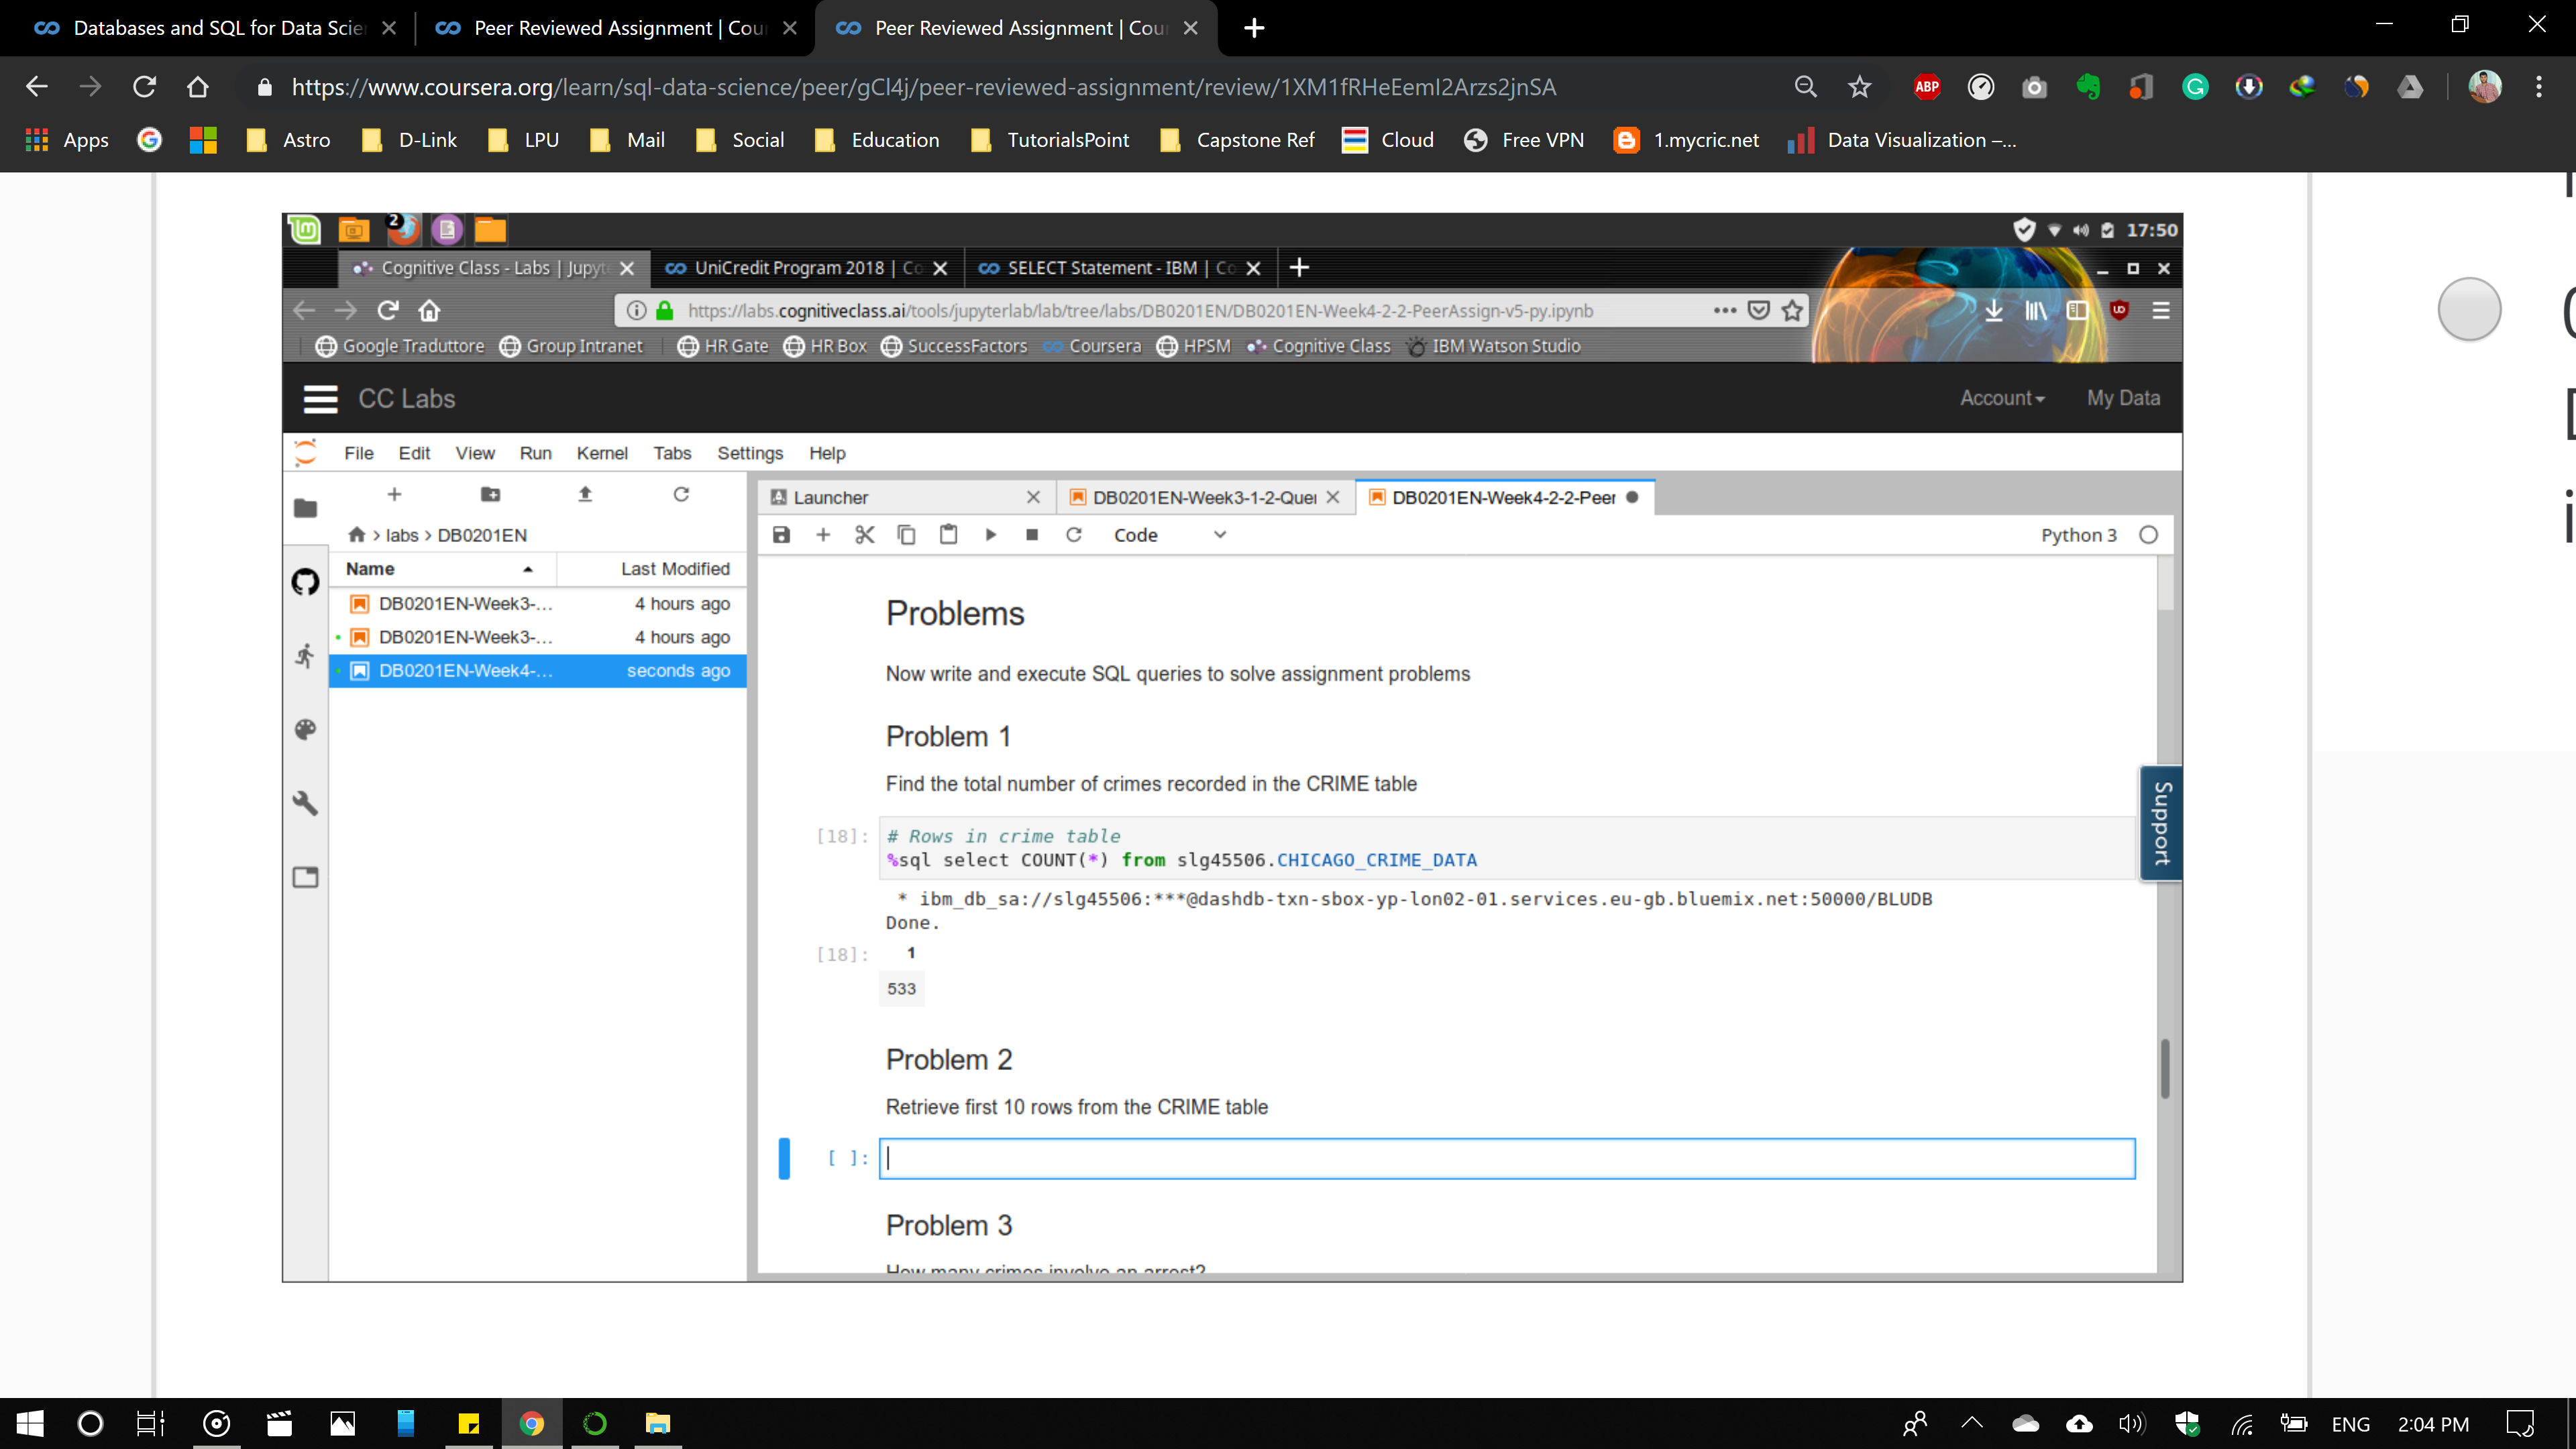 Databases and SQL for Data Scie
Peer Reviewed Assignment | Cour
Peer Reviewed Assignment | Cour
https://www.coursera.org/learn/sql-data-science/peer/gCl4j/peer-reviewed-assignment/review/1XM1fRHeEemI2Arzs2jnSA
ABP
Apps
Astro
D-Link
LPU
Mail
Social
Education
TutorialsPoint
Capstone Ref
Cloud
Free VPN
1.mycric.net
Data Visualization –...
2
17:50
Cognitive Class - Labs | Jupyte
UniCredit Program 2018 | Co
SELECT Statement - IBM | Co
https://labs.cognitiveclass.ai/tools/jupyterlab/lab/tree/labs/DB0201EN/DB0201EN-Week4-2-2-PeerAssign-v5-py.ipynb
Google Traduttore
Group Intranet
HR Gate
HR Box
SuccessFactors
Coursera
HPSM
Cognitive Class
IBM Watson Studio
CC Labs
Account
My Data
File Edit View Run Kernel Tabs Settings Help
Launcher
DB0201EN-Week3-1-2-Quer
DB0201EN-Week4-2-2-Peer
labs > DB0201EN
Code
Python 3
Name
Last Modified
DB0201EN-Week3-... 4 hours ago
DB0201EN-Week3-... 4 hours ago
DB0201EN-Week4-... seconds ago
Problems
Now write and execute SQL queries to solve assignment problems
Problem 1
Find the total number of crimes recorded in the CRIME table
[18]: # Rows in crime table
%sql select COUNT(*) from slg45506.CHICAGO_CRIME_DATA
* ibm_db_sa://slg45506:***@dashdb-txn-sbox-yp-lon02-01.services.eu-gb.bluemix.net:50000/BLUDB
Done.
[18]: 1
533
Problem 2
Retrieve first 10 rows from the CRIME table
[ ]:
Problem 3
How many crimes involve an arrest?
Support
ENG
2:04 PM